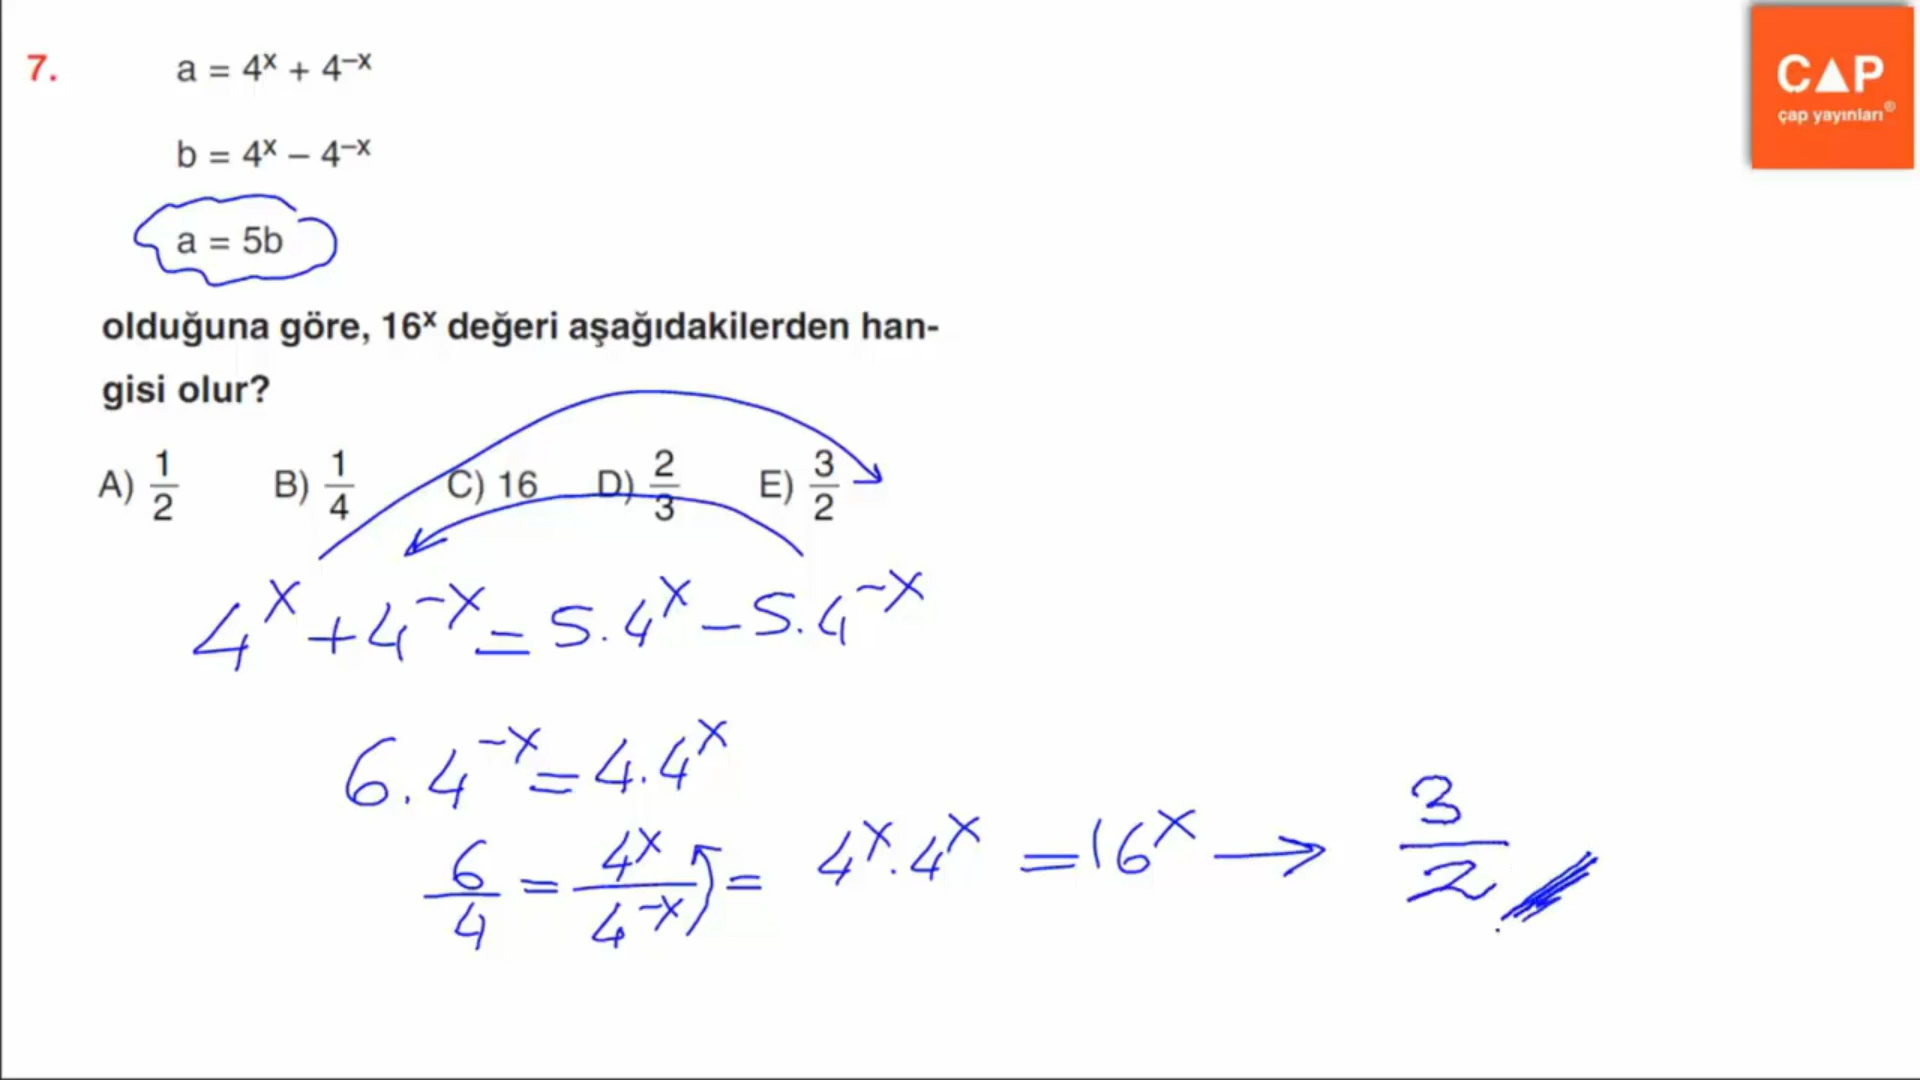 7.
a = 4ˣ + 4⁻ˣ
b = 4ˣ – 4⁻ˣ
a = 5b
olduğuna göre, 16ˣ değeri aşağıdakilerden han-
gisi olur?
A) 1/2 B) 1/4 C) 16 D) 2/3 E) 3/2
4ˣ + 4⁻ˣ = 5.4ˣ – 5.4⁻ˣ
6.4⁻ˣ = 4.4ˣ
6/4 = 4ˣ/4⁻ˣ = 4ˣ.4ˣ = 16ˣ → 3/2
ÇAP
çap yayınları®